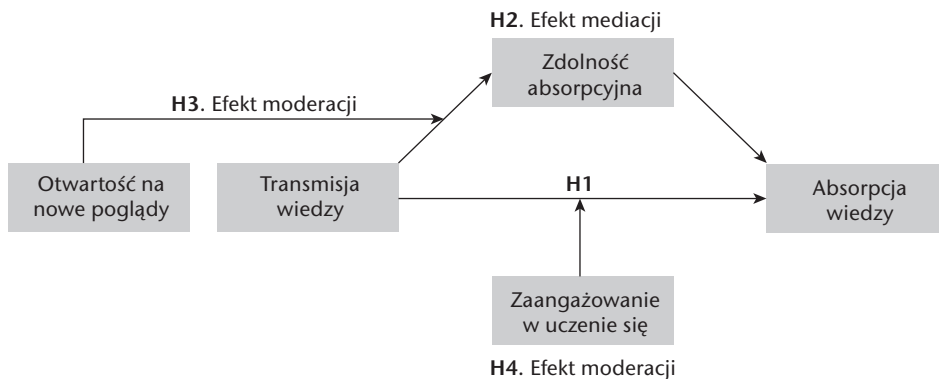 H2. Efekt mediacji
Zdolność
absorpcyjna
H3. Efekt moderacji
Otwartość na
nowe poglądy
Transmisja
wiedzy
H1
Absorpcja
wiedzy
Zaangażowanie
w uczenie się
H4. Efekt moderacji